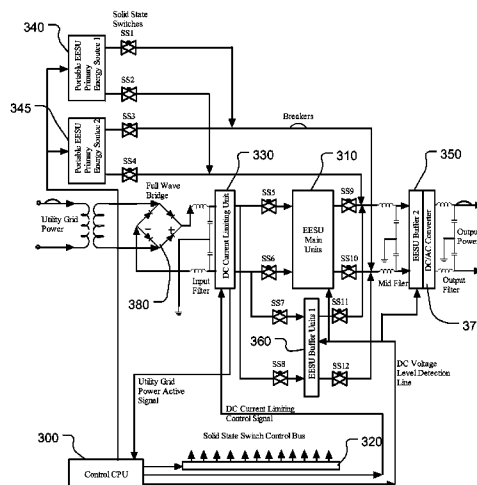 340
Solid State
Switches
SS1
Portable EESU
Primary
Energy Source 1
SS2
345
Portable EESU
Primary
Energy Source 2
SS3
SS4
Breakers
330
310
350
Full Wave
Bridge
Utility Grid
Power
380
Input
Filter
DC Current Limiting Unit
SS5
SS6
SS7
SS8
EESU
Main
Units
360
EESU Buffer Units 1
SS9
SS10
SS11
SS12
Mid Filer
EESU Buffer 2
DC/AC Converter
Output
Power
Output
Filter
37
Utility Grid
Power Active
Signal
DC Current Limiting
Control Signal
DC Voltage
Level Detection
Line
300
Solid State Switch Control Bus
320
Control CPU